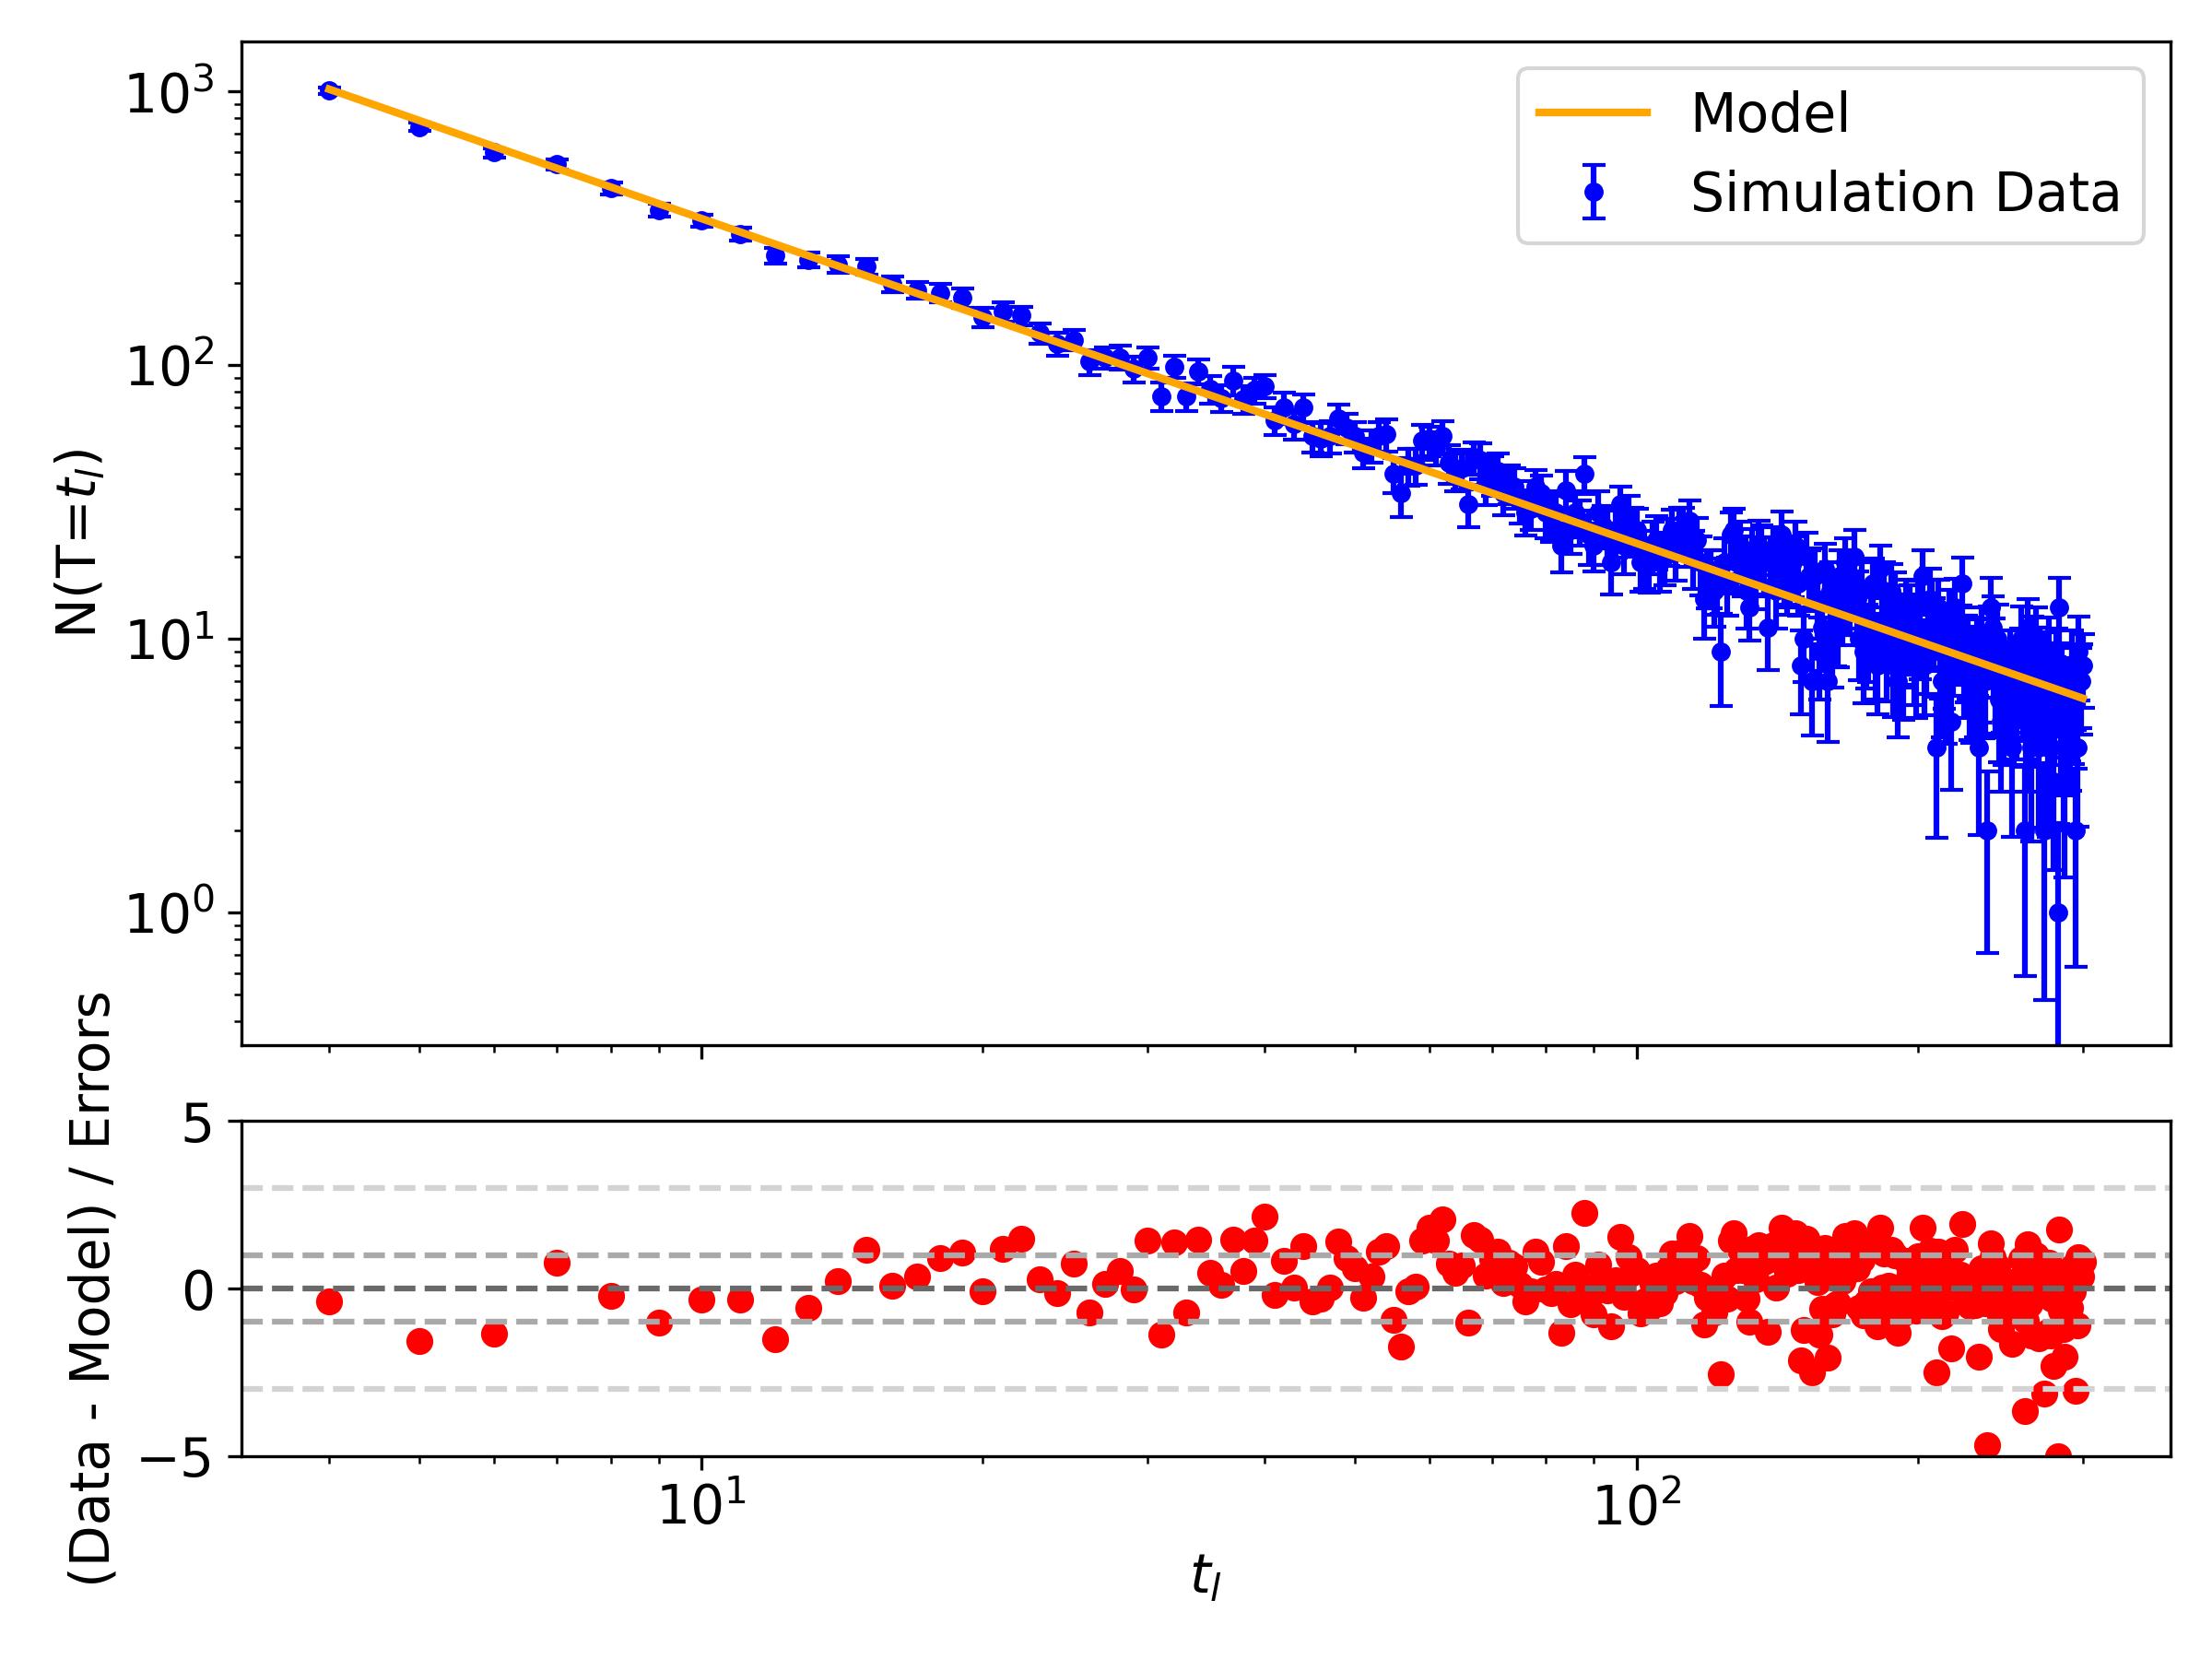 10³
10²
10¹
10⁰
N(T=tₗ)
Model
Simulation Data
5
0
−5
(Data - Model) / Errors
10¹
10²
tₗ